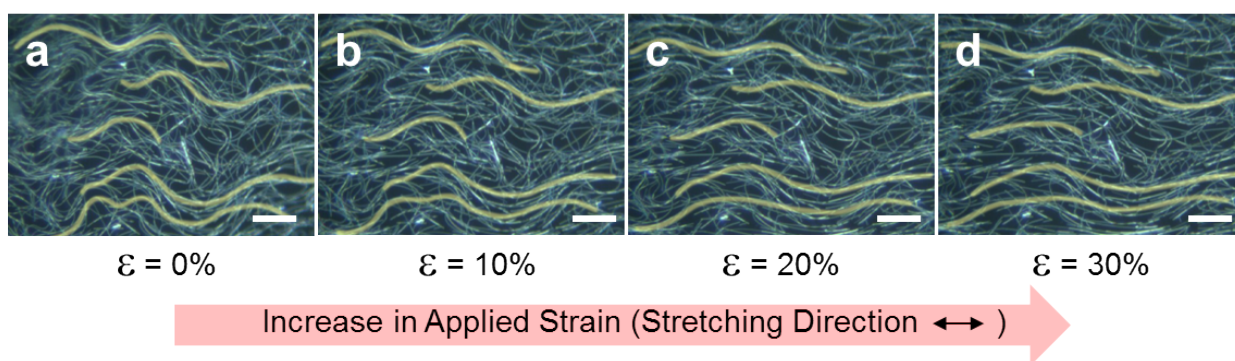 a b c d
ε = 0% ε = 10% ε = 20% ε = 30%
Increase in Applied Strain (Stretching Direction ↔ )